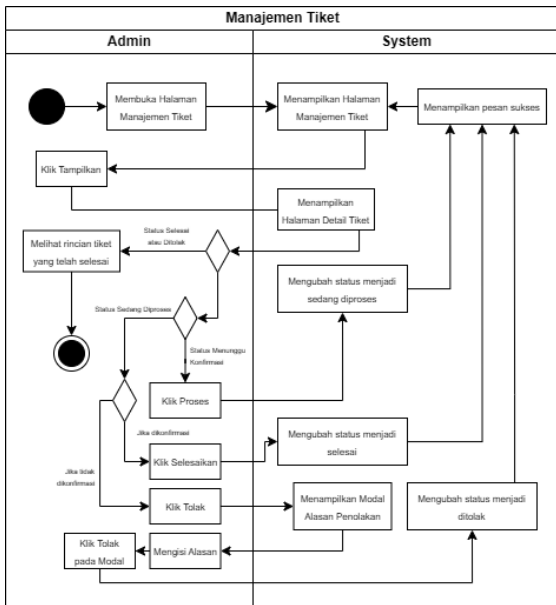 Manajemen Tiket
Admin
System
Membuka Halaman
Manajemen Tiket
Menampilkan Halaman
Manajemen Tiket
Menampilkan pesan sukses
Klik Tampilkan
Menampilkan
Halaman Detail Tiket
Status Selesai
atau Ditolak
Melihat rincian tiket
yang telah selesai
Mengubah status menjadi
sedang diproses
Status Sedang Diproses
Status Menunggu
Konfirmasi
Klik Proses
Jika dikonfirmasi
Mengubah status menjadi
selesai
Klik Selesaikan
Jika tidak
dikonfirmasi
Klik Tolak
Menampilkan Modal
Alasan Penolakan
Mengubah status menjadi
ditolak
Klik Tolak
pada Modal
Mengisi Alasan